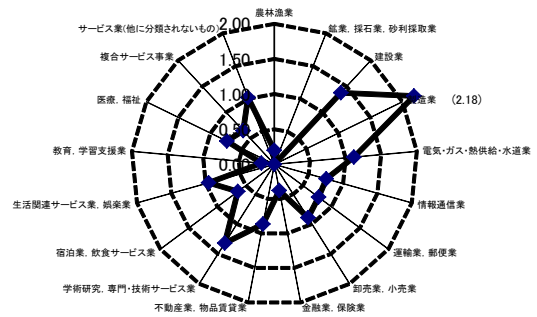 農林漁業
鉱業，採石業，砂利採取業
建設業
造業 (2.18)
電気・ガス・熱供給・水道業
情報通信業
運輸業，郵便業
卸売業，小売業
金融業，保険業
不動産業，物品賃貸業
学術研究，専門・技術サービス業
宿泊業，飲食サービス業
生活関連サービス業，娯楽業
教育，学習支援業
医療，福祉
複合サービス事業
サービス業(他に分類されないもの)
2.00
1.50
1.00
0.50
0.00